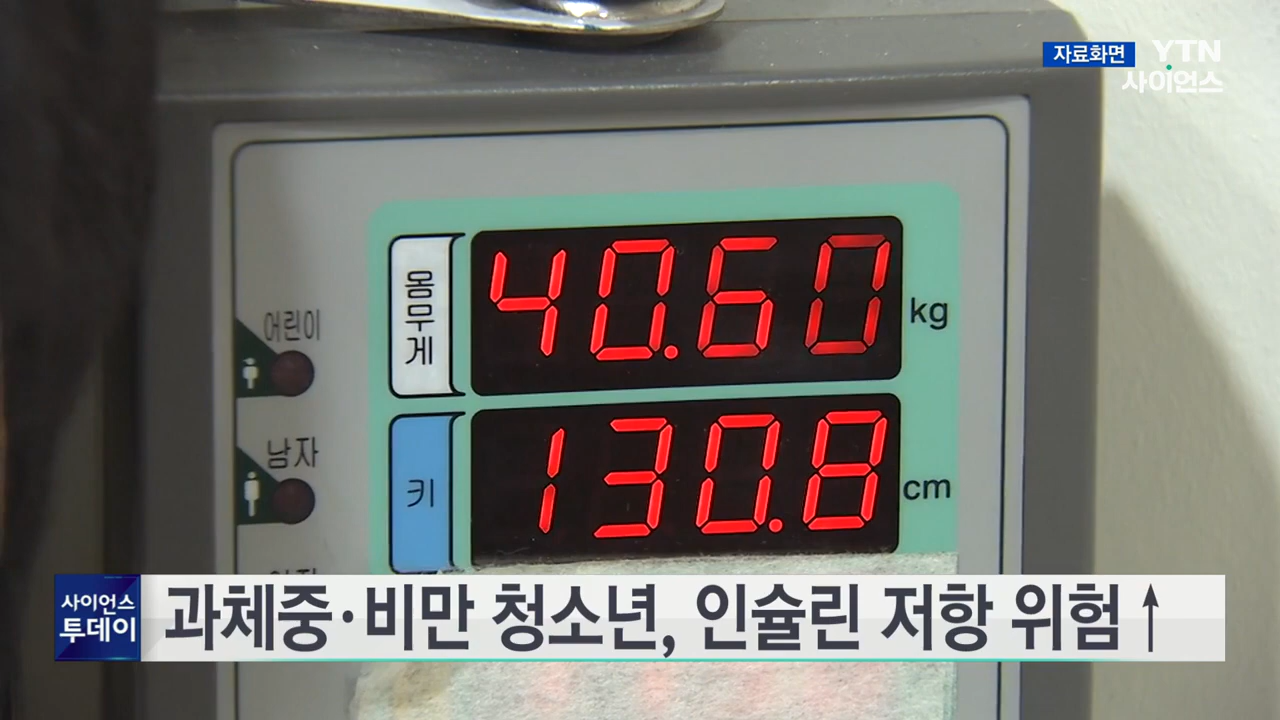 자료화면
YTN
사이언스
몸무게
40.60 kg
어린이
키
130.8 cm
남자
사이언스
투데이
과체중·비만 청소년, 인슐린 저항 위험↑